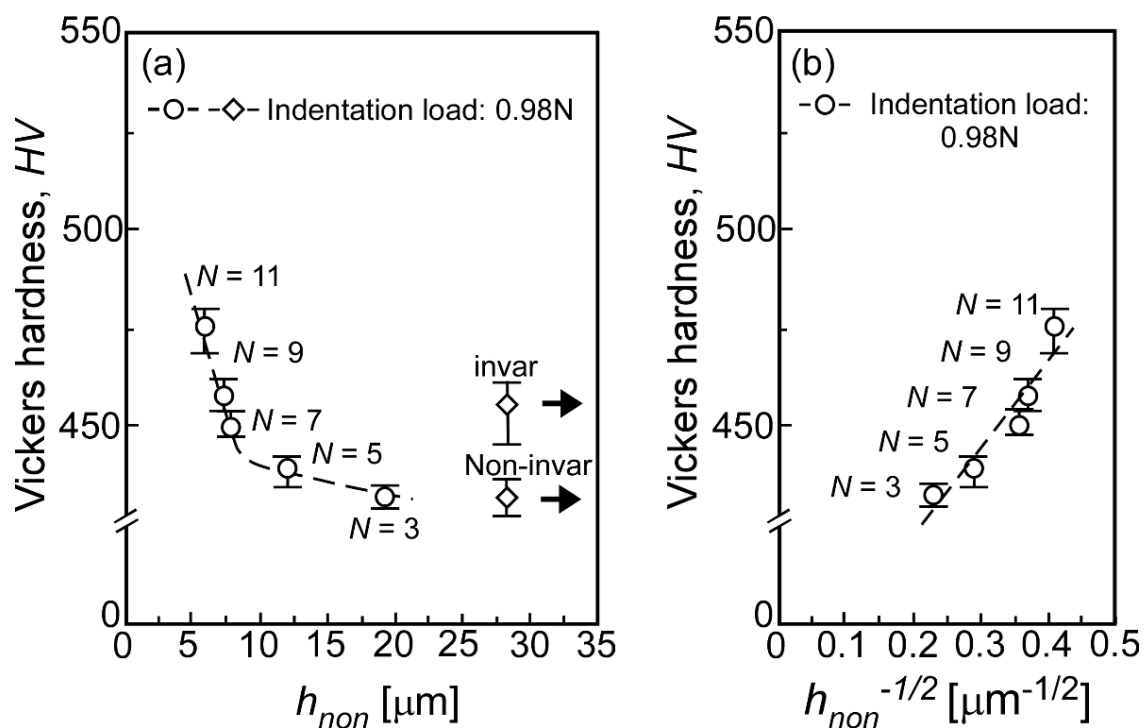 (a)
Indentation load: 0.98N
Vickers hardness, HV
550
500
450
0
N = 11
N = 9
N = 7
N = 5
N = 3
invar
Non-invar
0 5 10 15 20 25 30 35
h_non [μm]
(b)
Indentation load:
0.98N
Vickers hardness, HV
550
500
450
0
N = 11
N = 9
N = 7
N = 5
N = 3
0 0.1 0.2 0.3 0.4 0.5
h_non^-1/2 [μm^-1/2]